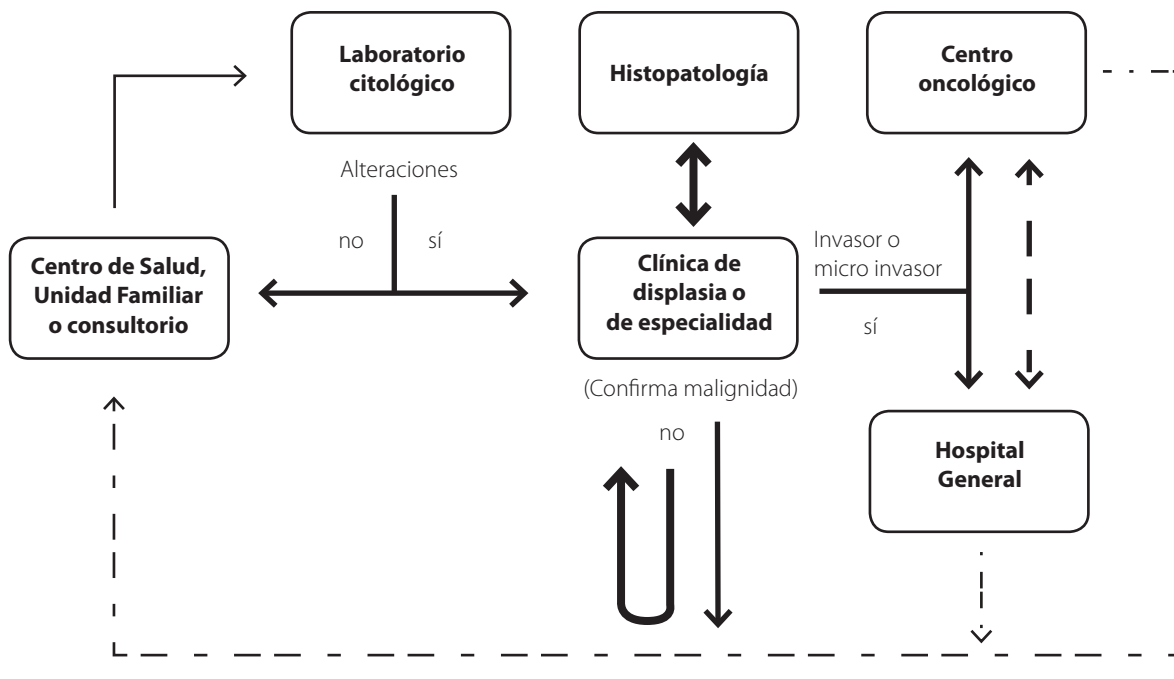 Laboratorio
citológico
Histopatología
Centro
oncológico
Alteraciones
no
sí
Centro de Salud,
Unidad Familiar
o consultorio
Clínica de
displasia o
de especialidad
Invasor o
micro invasor
sí
(Confirma malignidad)
no
Hospital
General